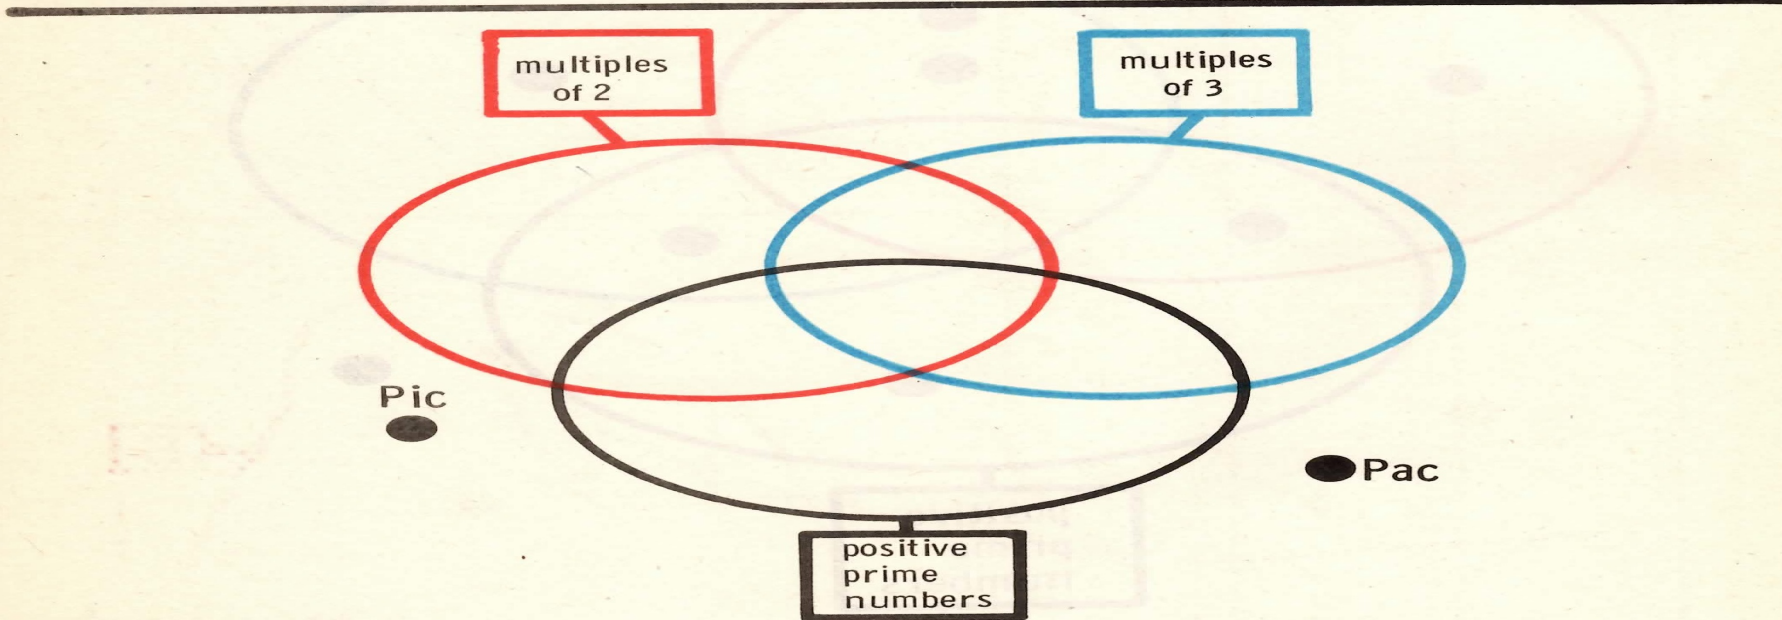 multiples
of 2
multiples
of 3
Pic
Pac
positive
prime
numbers